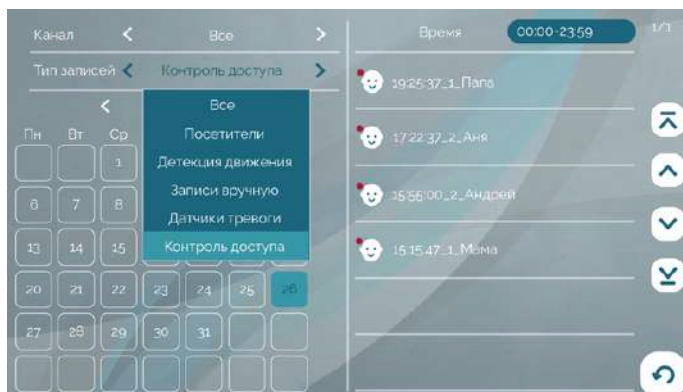 Канал < Все >
Тип записей < Контроль доступа >
<
Все
Посетители
Детекция движения
Записи вручную
Датчики тревоги
Контроль доступа
Пн Вт Ср
1
6 7 8
13 14 15
20 21 22 23 24 25 26
27 28 29 30 31
Время 00:00-23:59 1/1
19:25:37_1_Папа
17:22:37_2_Аня
15:55:00_2_Андрей
15:15:47_1_Мама